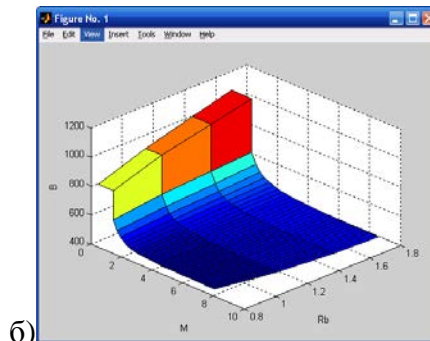 Figure No. 1
File Edit View Insert Tools Window Help
1200
1000
800
600
400
B
0
2
4
6
8
10
M
0.8
1
1.2
1.4
1.6
1.8
Rb
б)